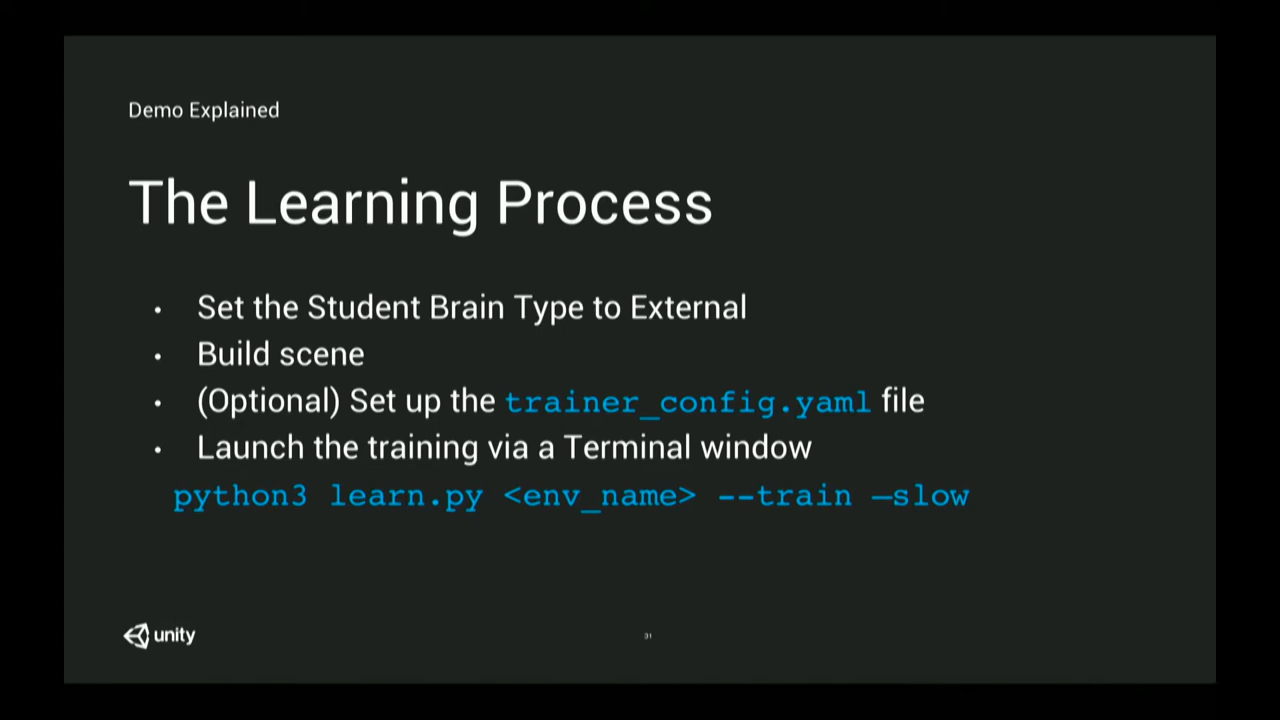 Demo Explained
The Learning Process
• Set the Student Brain Type to External
• Build scene
• (Optional) Set up the trainer_config.yaml file
• Launch the training via a Terminal window
python3 learn.py <env_name> --train —slow
unity
31